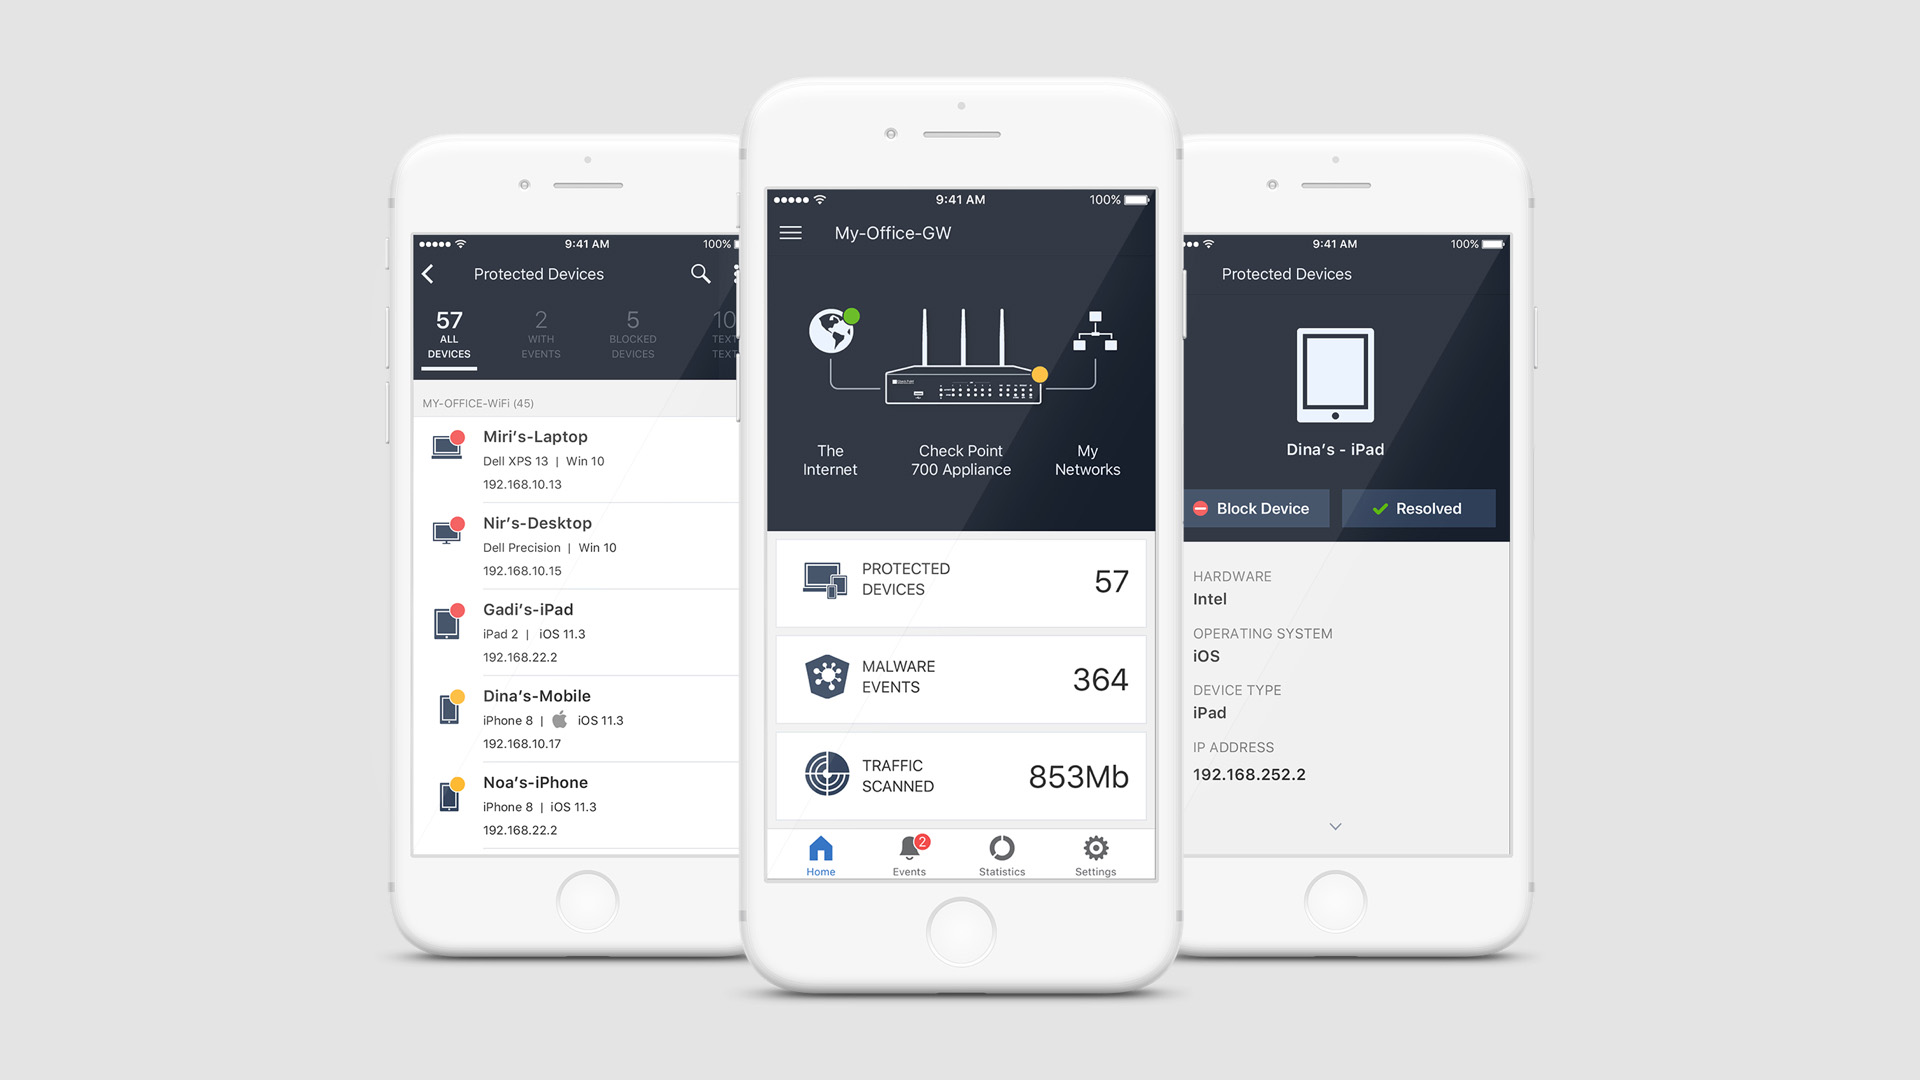 9:41 AM 100%
Protected Devices
57 2 5 10
ALL WITH BLOCKED TEXT
DEVICES EVENTS DEVICES TEXT
MY-OFFICE-WiFi (45)
Miri's-Laptop
Dell XPS 13 | Win 10
192.168.10.13
Nir's-Desktop
Dell Precision | Win 10
192.168.10.15
Gadi's-iPad
iPad 2 | iOS 11.3
192.168.22.2
Dina's-Mobile
iPhone 8 | iOS 11.3
192.168.10.17
Noa's-iPhone
iPhone 8 | iOS 11.3
192.168.22.2
9:41 AM 100%
My-Office-GW
Check Point
The Check Point My
Internet 700 Appliance Networks
PROTECTED
DEVICES
57
MALWARE
EVENTS
364
TRAFFIC
SCANNED
853Mb
2
Home Events Statistics Settings
9:41 AM 100%
Protected Devices
Dina's - iPad
Block Device Resolved
HARDWARE
Intel
OPERATING SYSTEM
iOS
DEVICE TYPE
iPad
IP ADDRESS
192.168.252.2